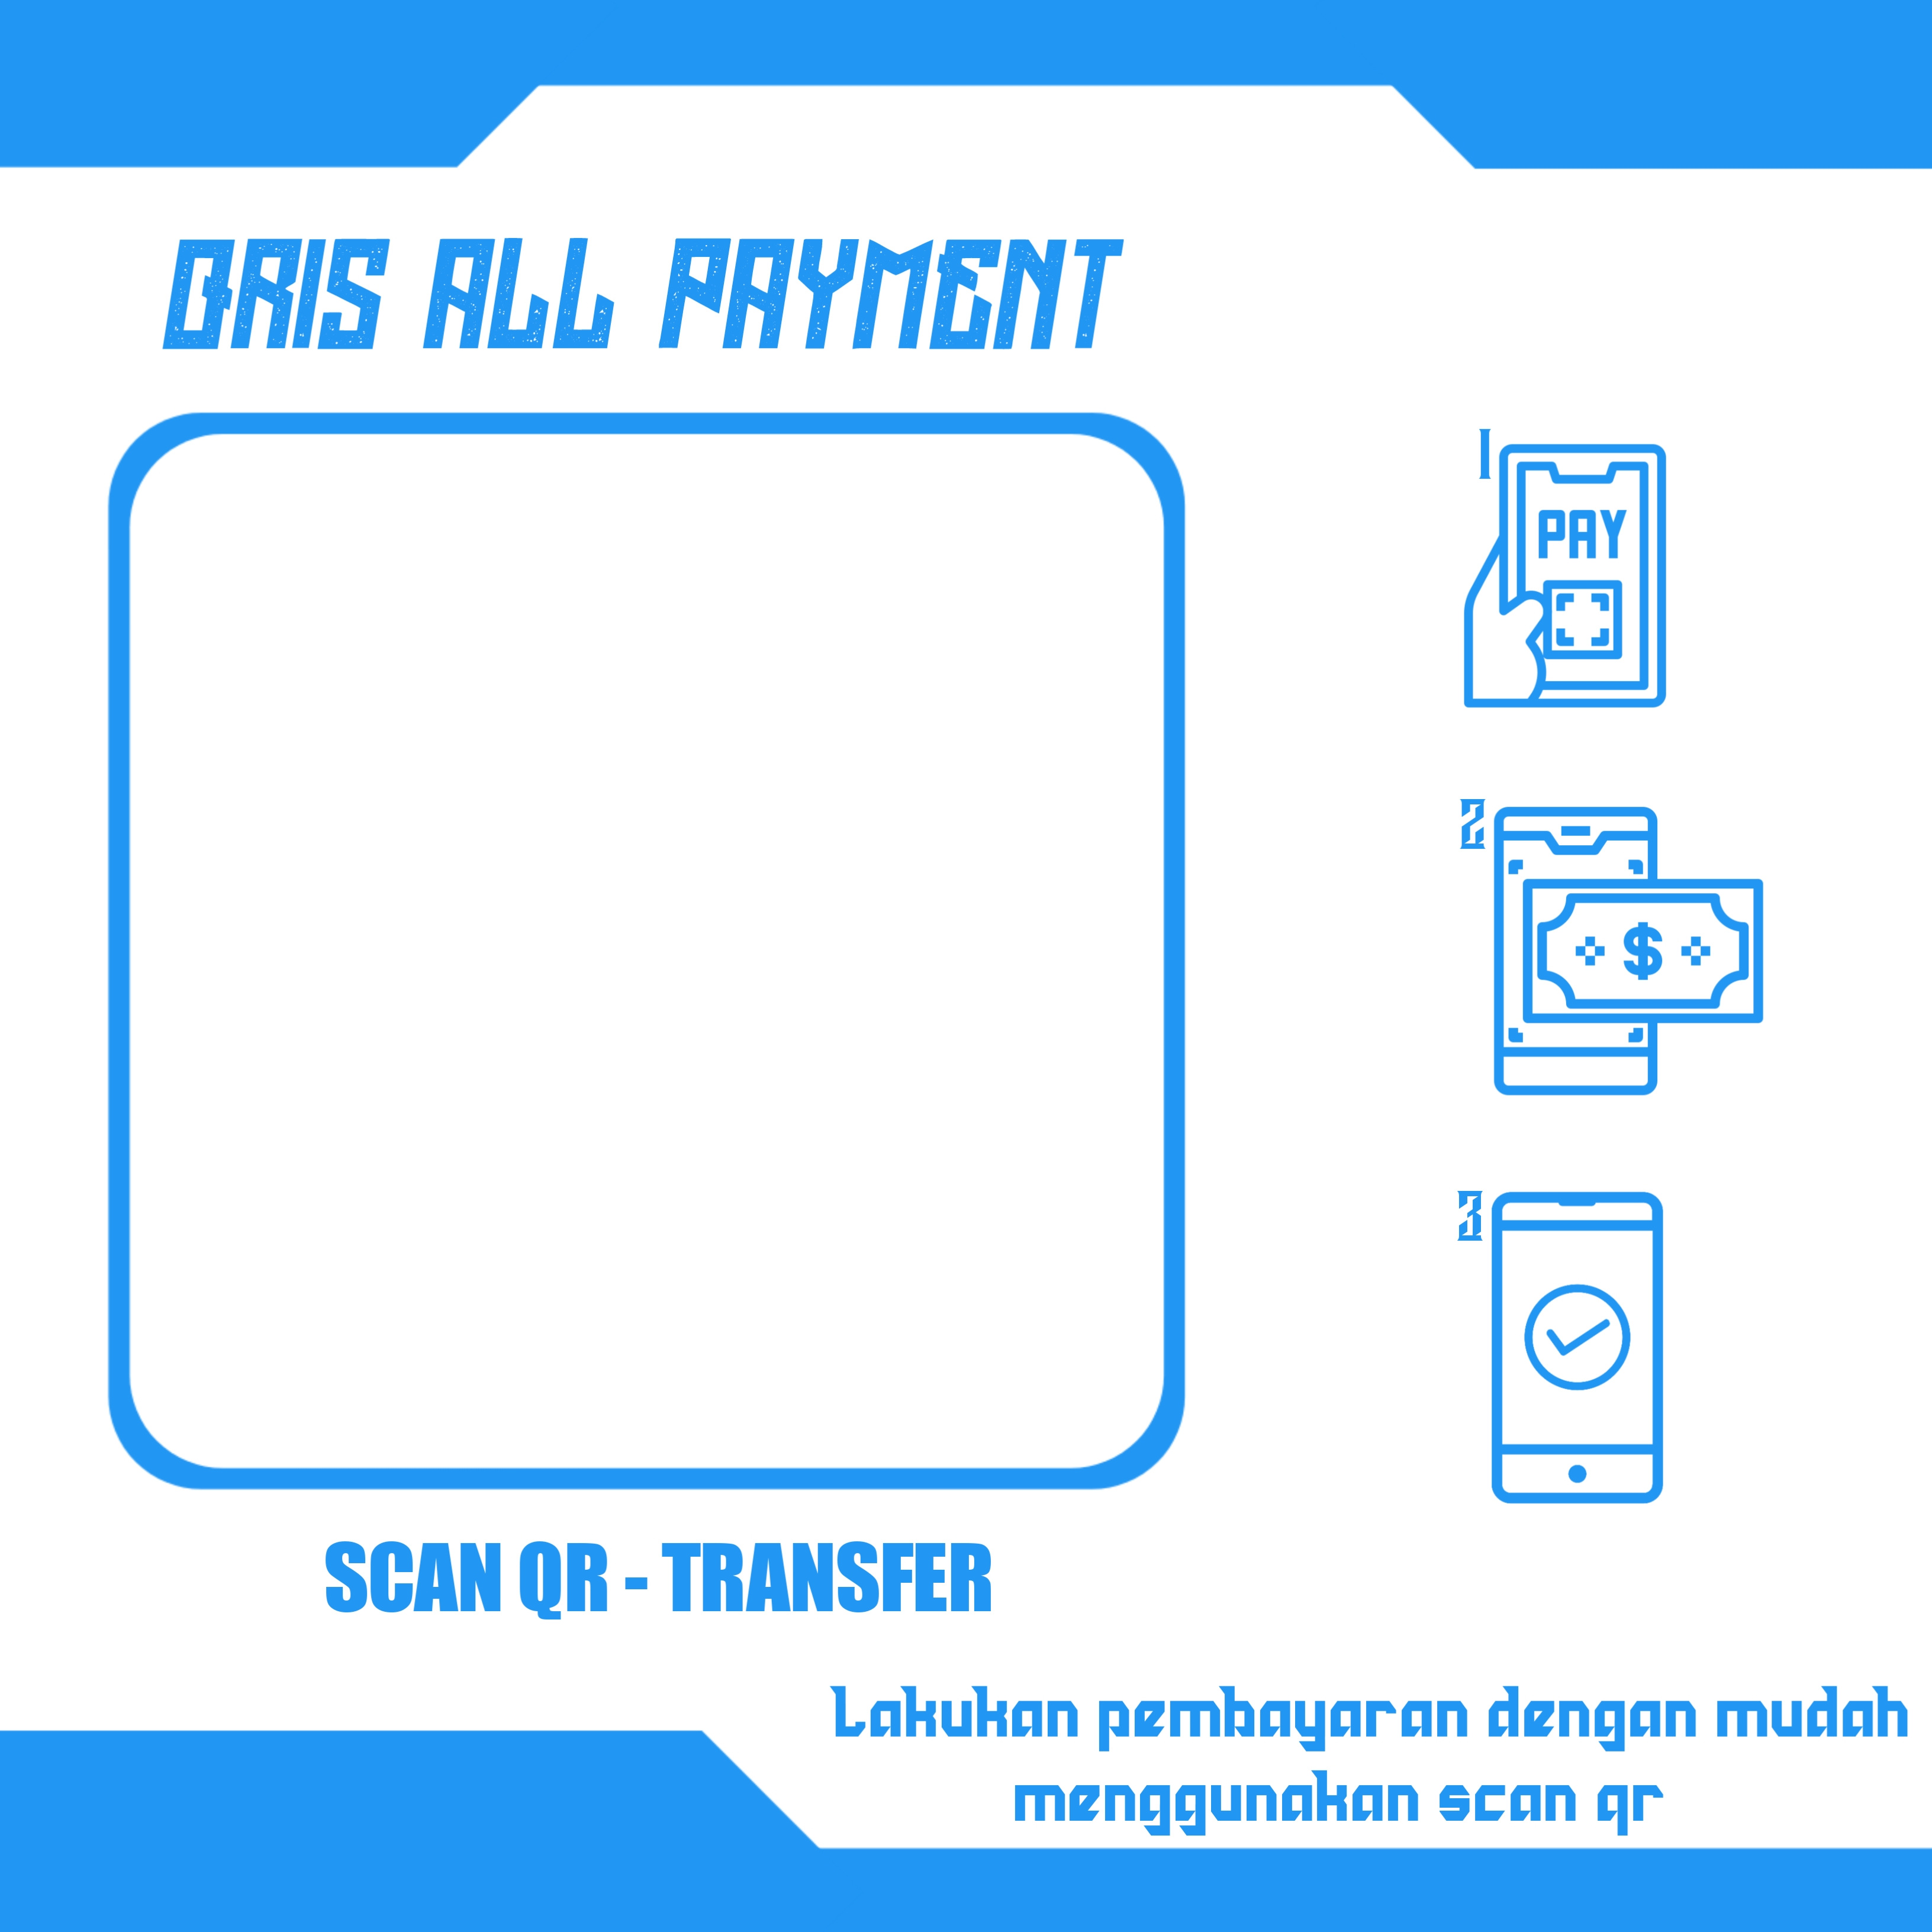 QRIS ALL PAYMENT
1
PAY
2
$
3
SCAN QR - TRANSFER
Lakukan pembayaran dengan mudah
menggunakan scan qr